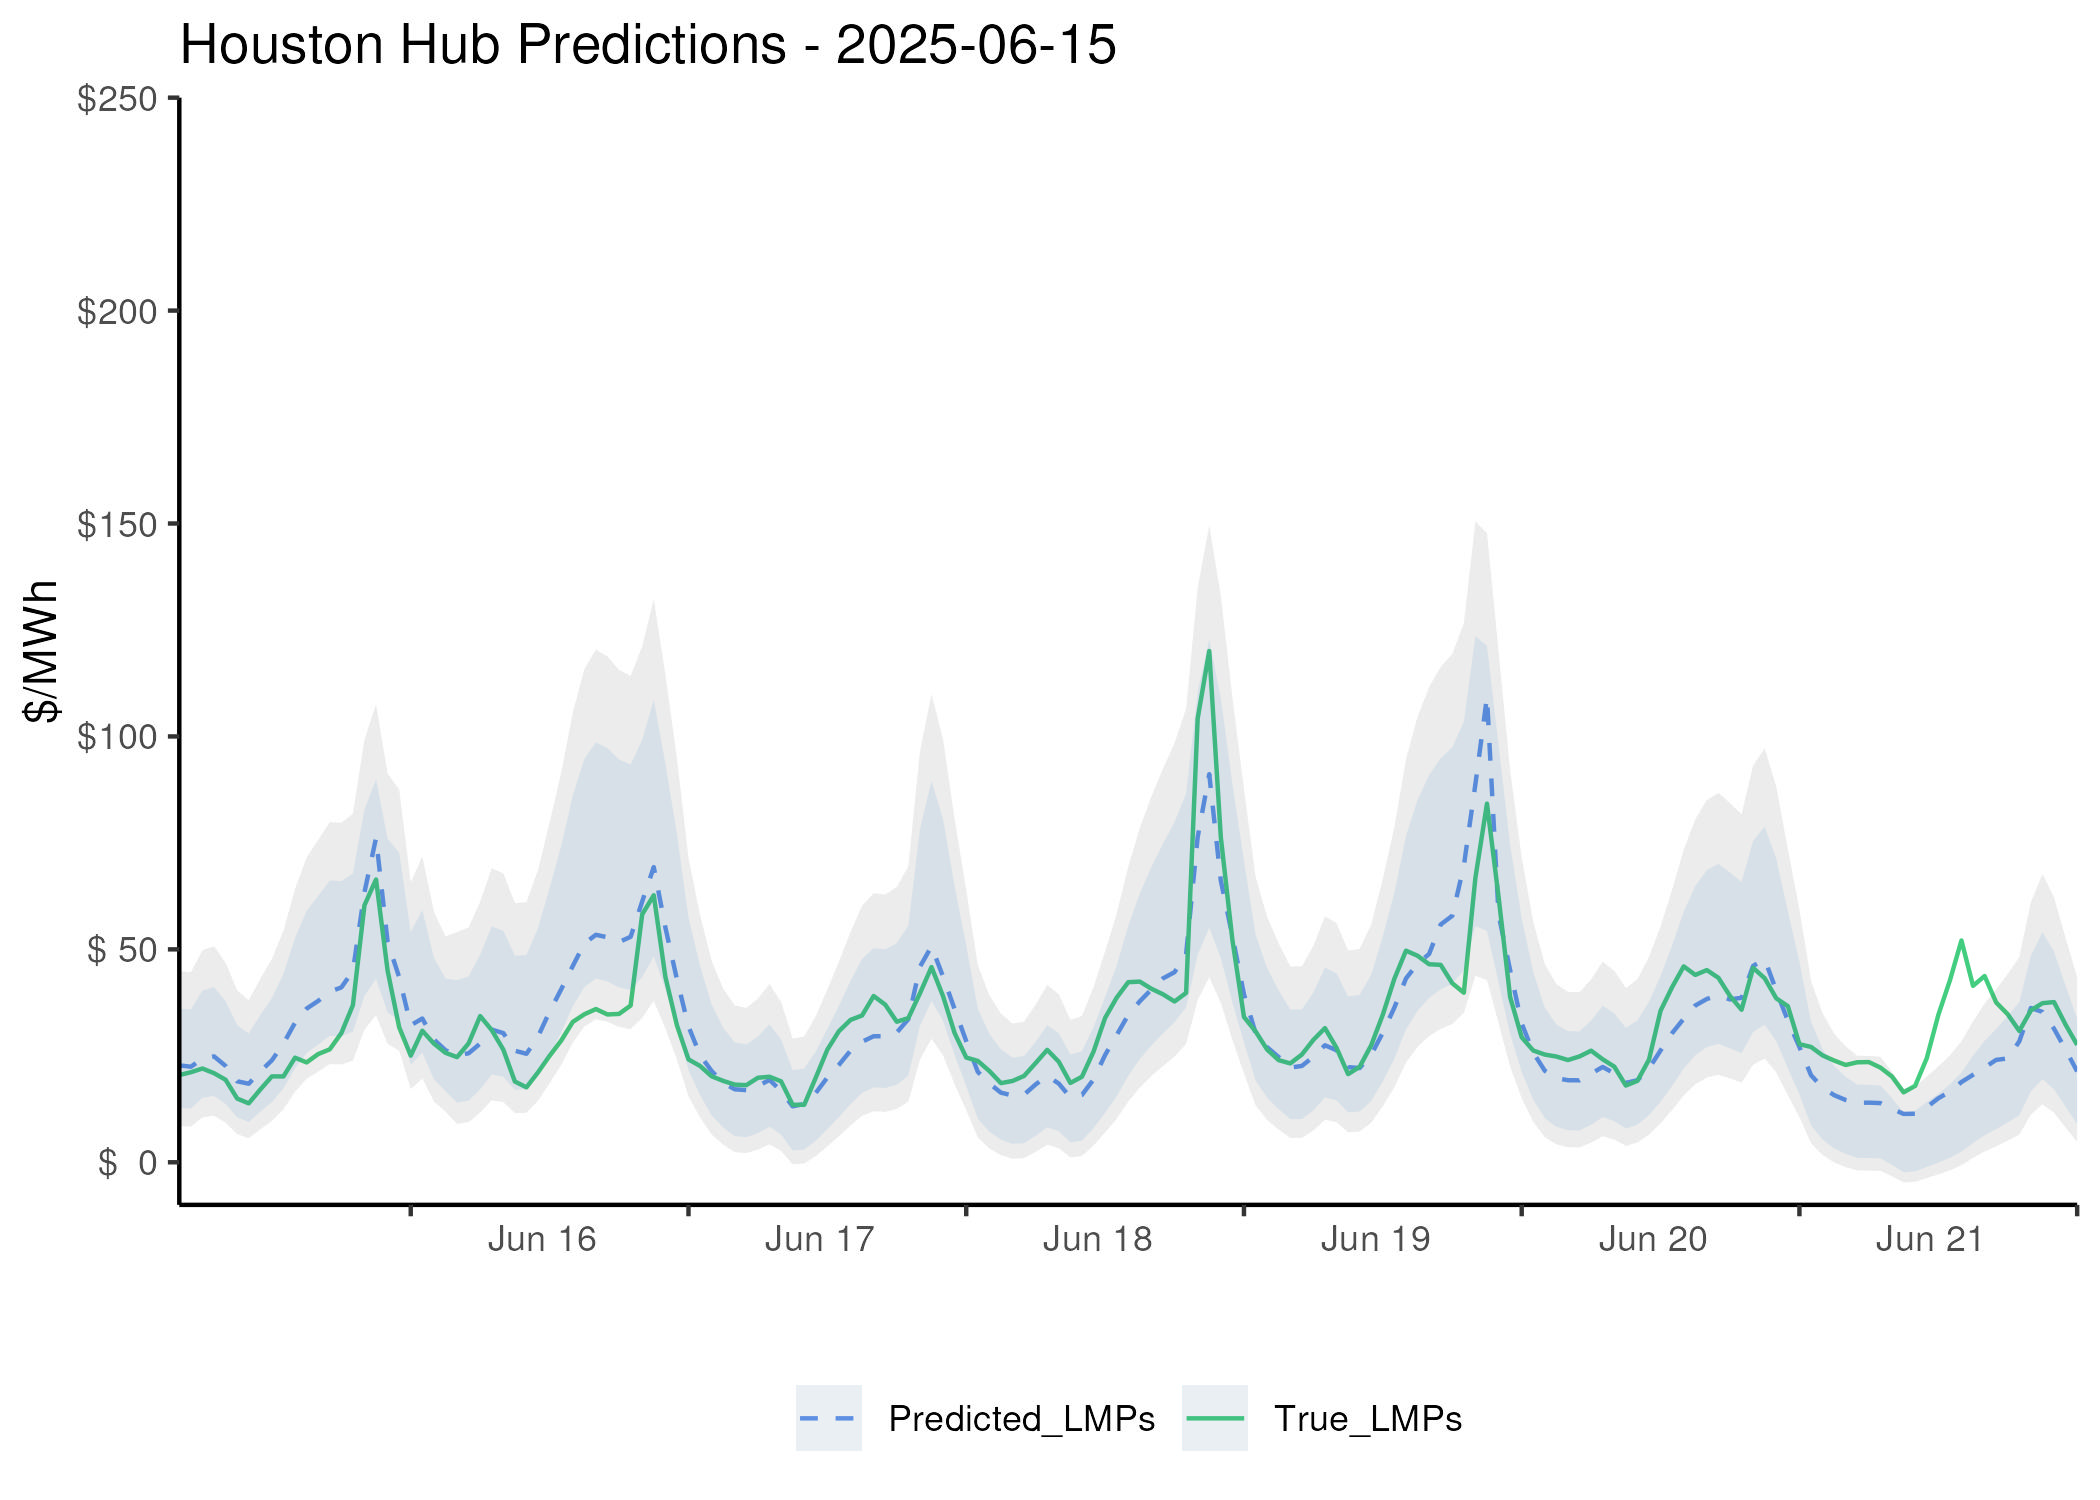 Houston Hub Predictions - 2025-06-15
$250
$200
$150
$100
$ 50
$ 0
$/MWh
Jun 16 Jun 17 Jun 18 Jun 19 Jun 20 Jun 21
Predicted_LMPs True_LMPs